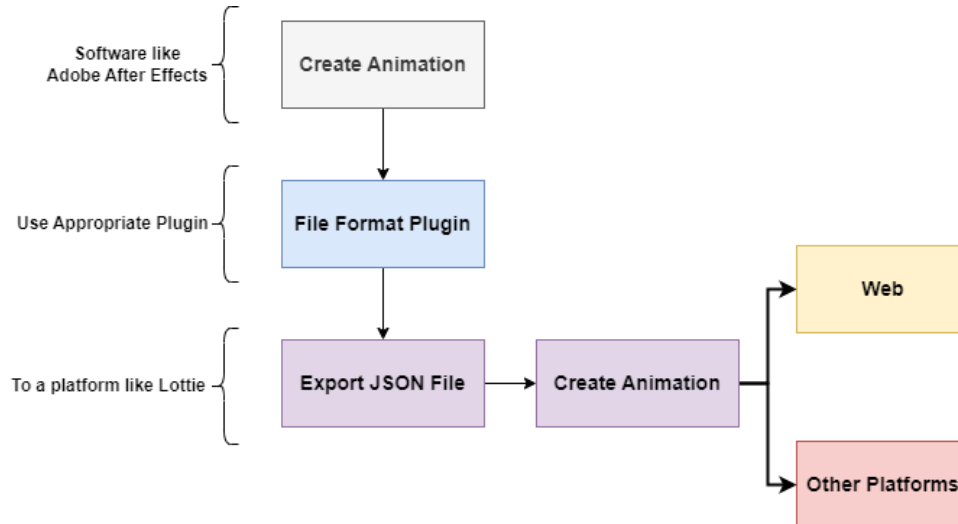 Software like
Adobe After Effects
Create Animation
Use Appropriate Plugin
File Format Plugin
Web
To a platform like Lottie
Export JSON File
Create Animation
Other Platforms